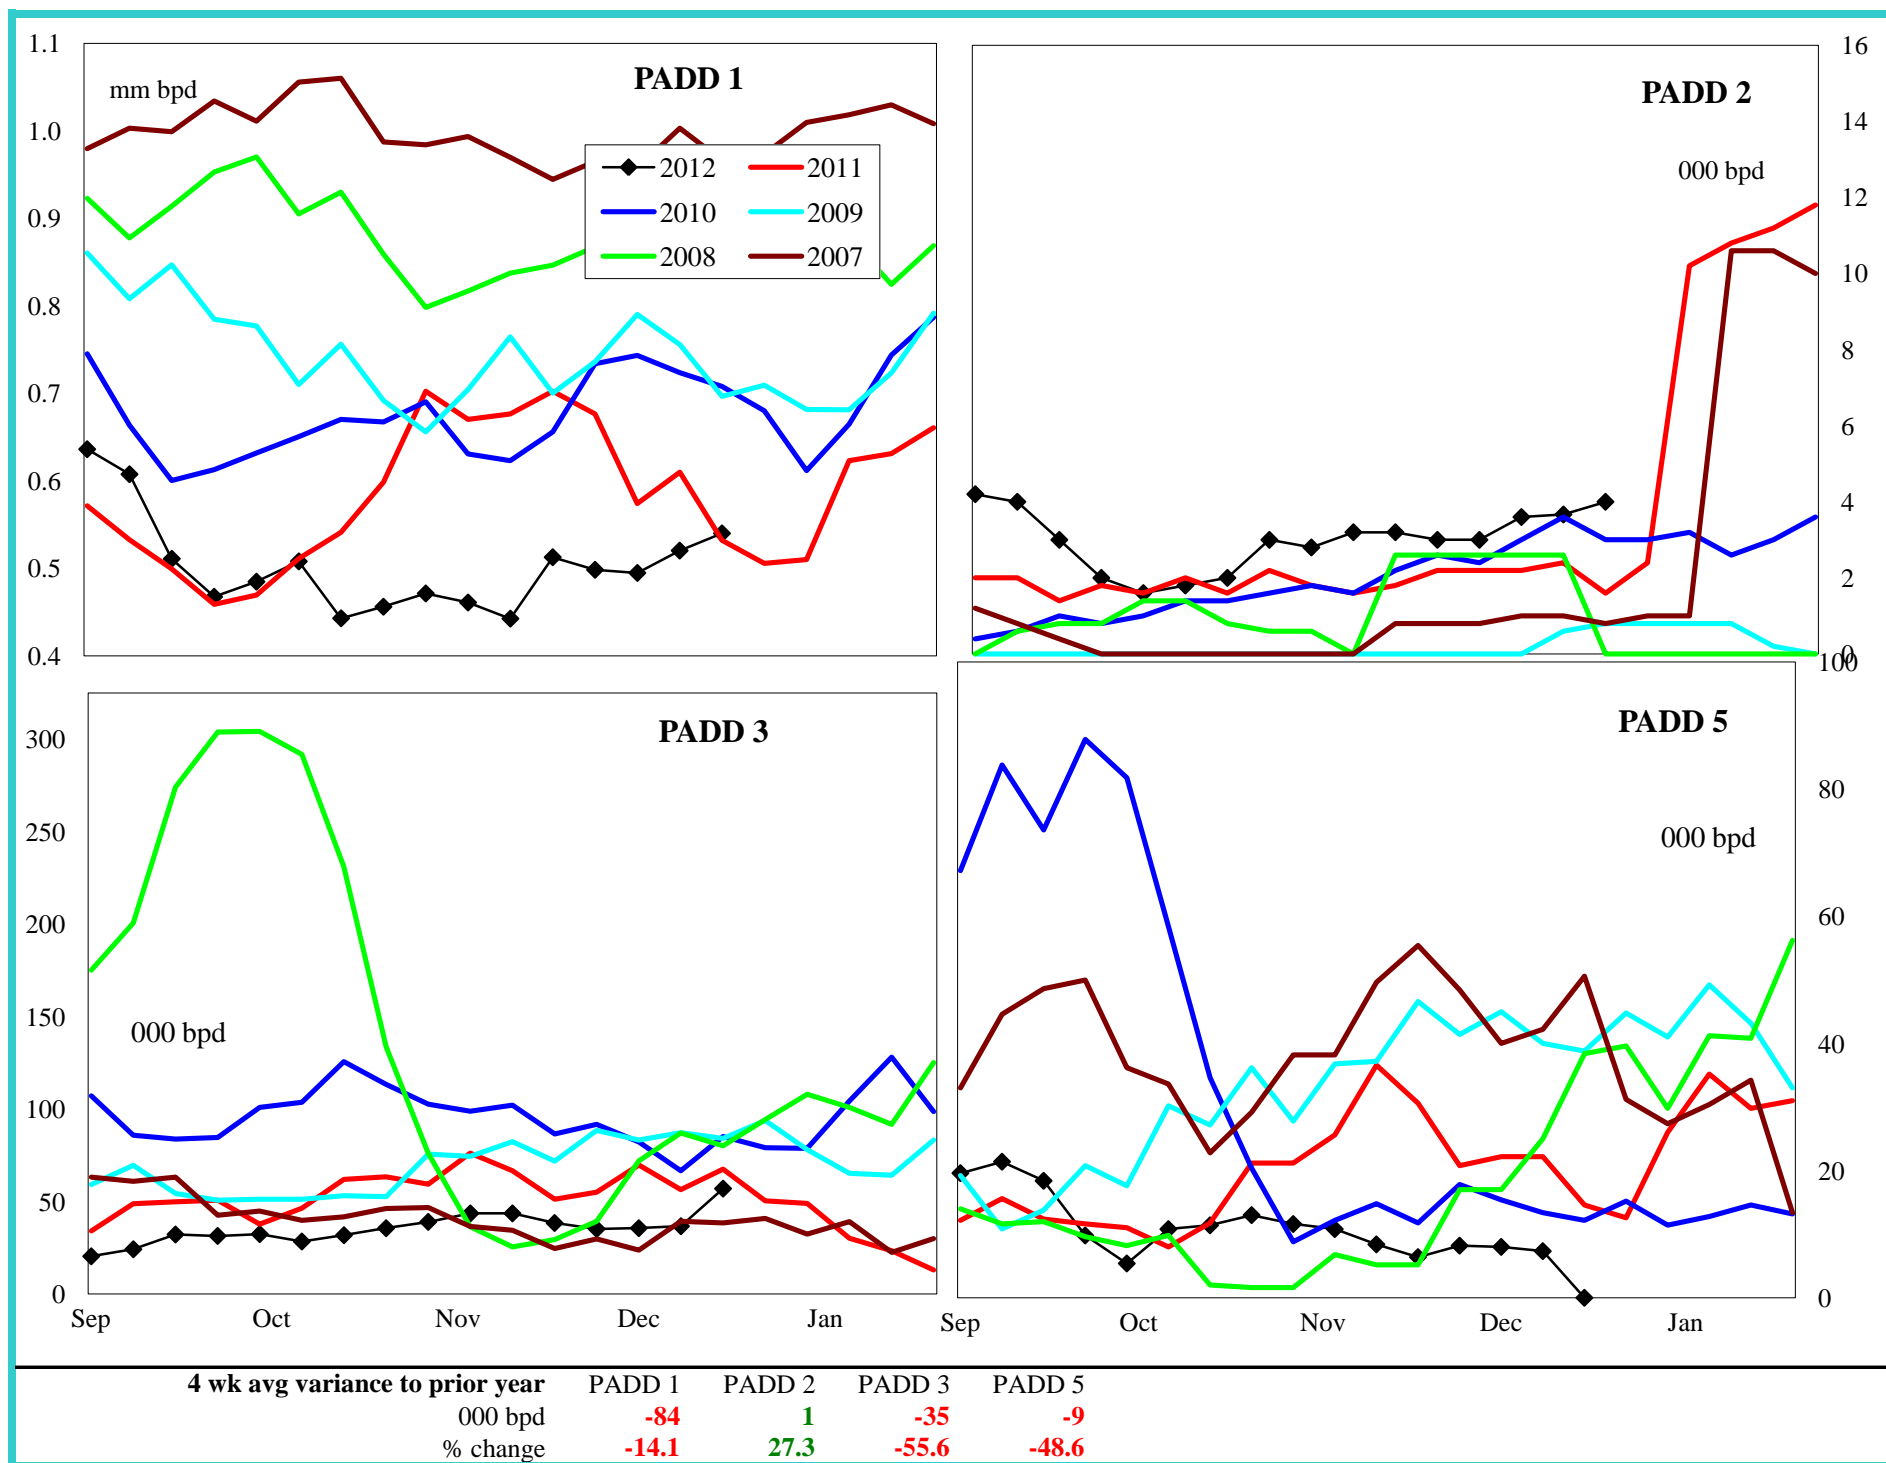 PADD 1
mm bpd
1.1
1.0
0.9
0.8
0.7
0.6
0.5
0.4
2012 2011
2010 2009
2008 2007
PADD 2
000 bpd
16
14
12
10
8
6
4
2
0
PADD 3
000 bpd
300
250
200
150
100
50
0
Sep Oct Nov Dec Jan
PADD 5
000 bpd
100
80
60
40
20
0
Sep Oct Nov Dec Jan
4 wk avg variance to prior year PADD 1 PADD 2 PADD 3 PADD 5
000 bpd -84 1 -35 -9
% change -14.1 27.3 -55.6 -48.6